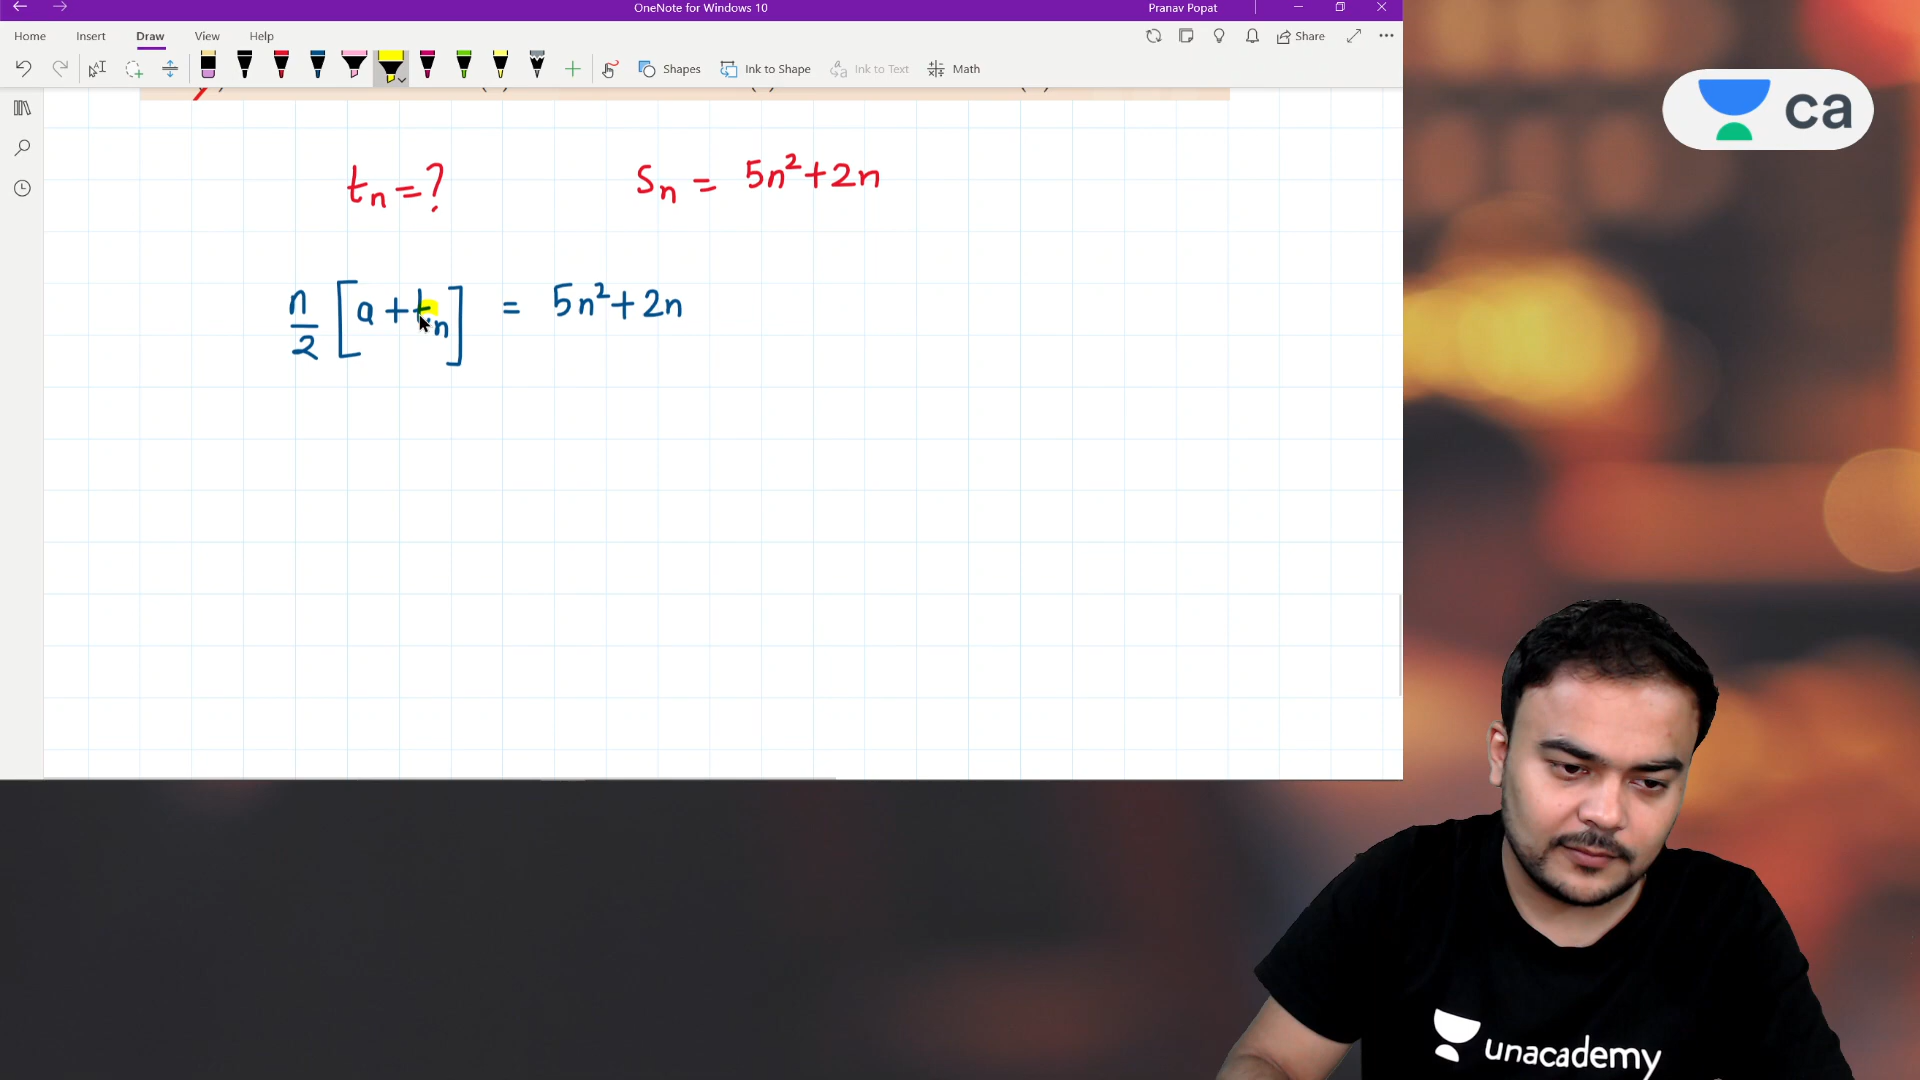 OneNote for Windows 10
Pranav Popat
Home Insert Draw View Help
Share
Shapes Ink to Shape Ink to Text Math
tn = ? Sn = 5n²+2n
n/2 [a + tn] = 5n²+2n
ca
unacademy